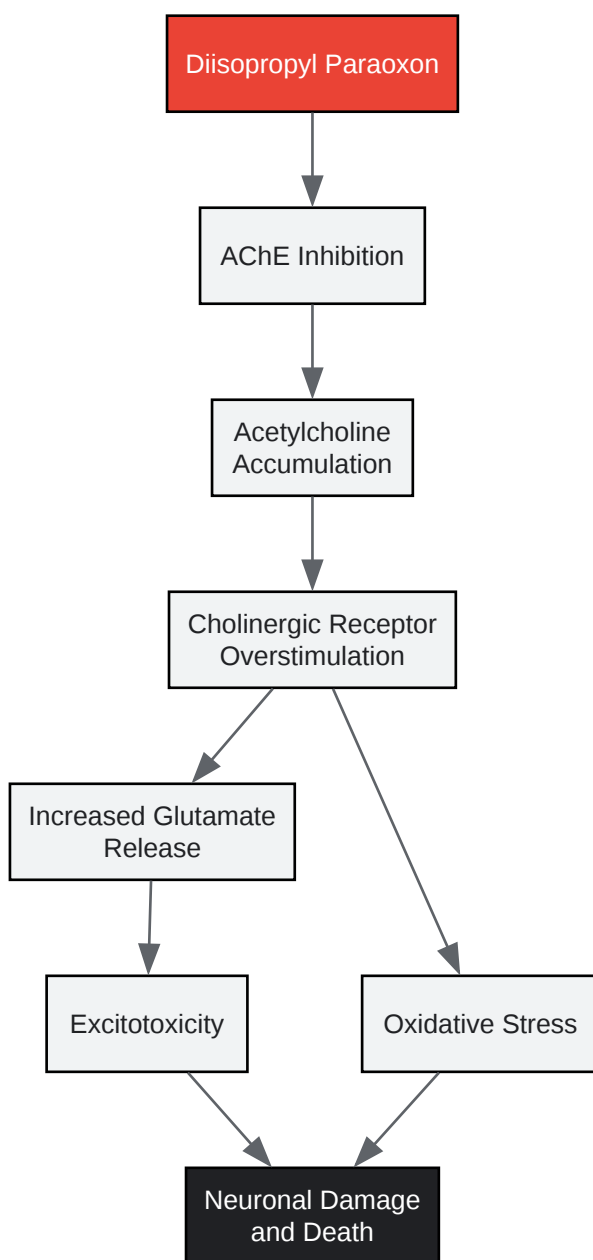 Diisopropyl Paraoxon
AChE Inhibition
Acetylcholine
Accumulation
Cholinergic Receptor
Overstimulation
Increased Glutamate
Release
Excitotoxicity
Oxidative Stress
Neuronal Damage
and Death